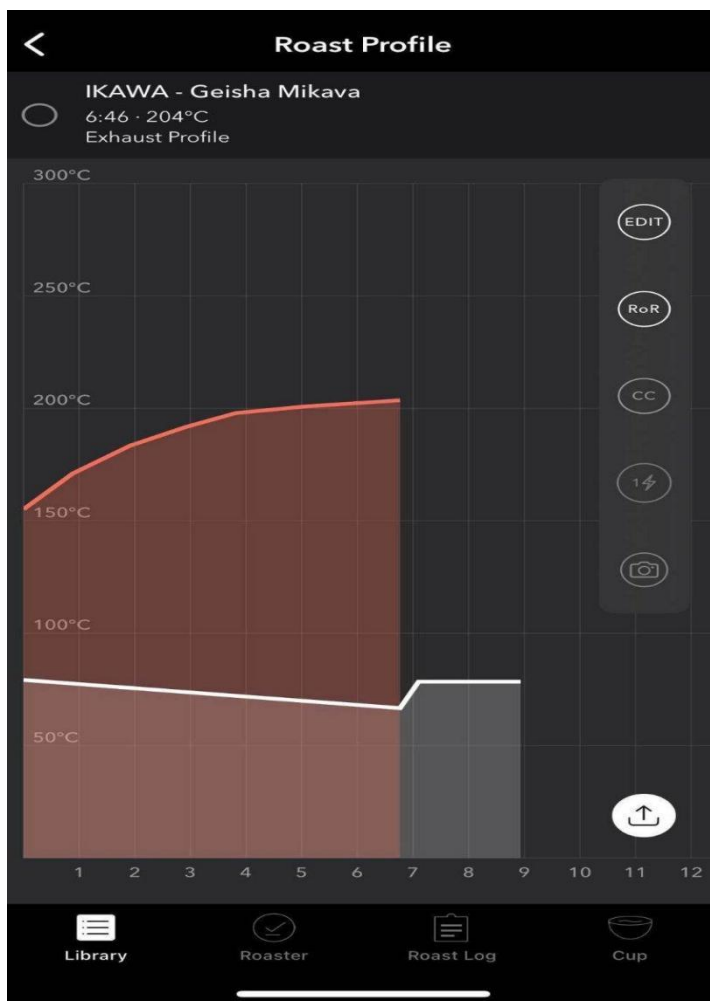 Roast Profile
IKAWA - Geisha Mikava
6:46 · 204°C
Exhaust Profile
300°C
EDIT
250°C
RoR
200°C
CC
150°C
1
100°C
50°C
1 2 3 4 5 6 7 8 9 10 11 12
Library Roaster Roast Log Cup